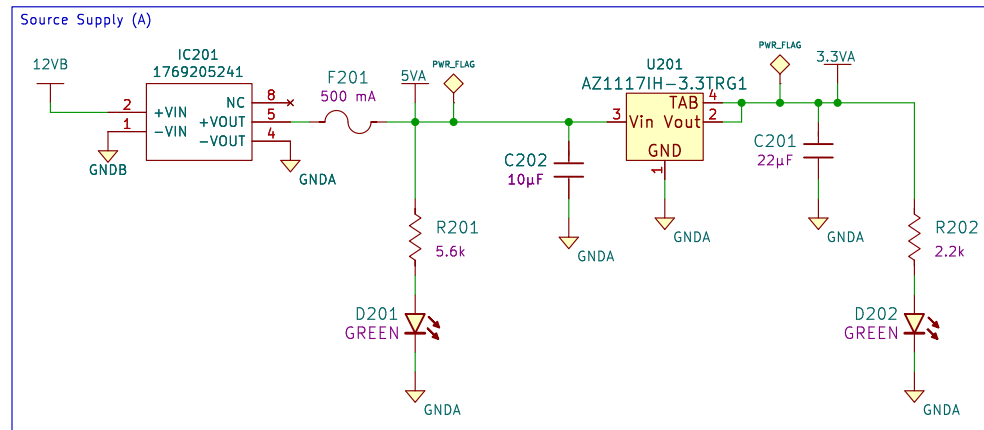 Source Supply (A)
12VB
IC201
1769205241
2
+VIN
1
-VIN
NC
8
+VOUT
5
-VOUT
4
GNDB
GNDA
F201
500 mA
5VA
PWR_FLAG
R201
5.6k
D201
GREEN
GNDA
C202
10μF
GNDA
U201
AZ1117IH-3.3TRG1
TAB
4
3
Vin
Vout
2
GND
1
GNDA
PWR_FLAG
3.3VA
C201
22μF
GNDA
R202
2.2k
D202
GREEN
GNDA